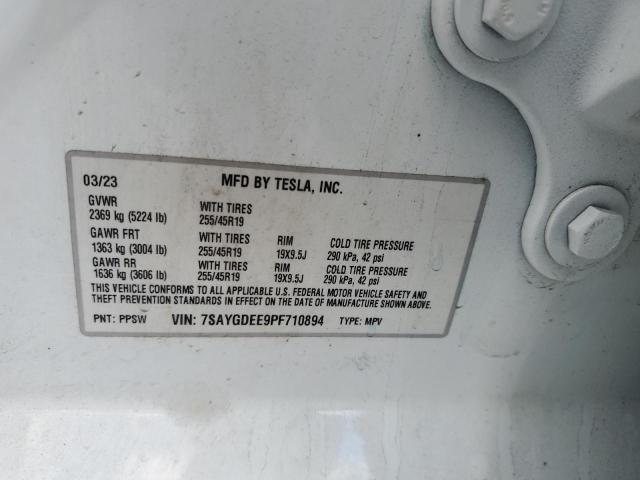 03/23 MFD BY TESLA, INC.
GVWR WITH TIRES
2369 kg (5224 lb) 255/45R19
GAWR FRT WITH TIRES RIM COLD TIRE PRESSURE
1363 kg (3004 lb) 255/45R19 19X9.5J 290 kPa, 42 psi
GAWR RR WITH TIRES RIM COLD TIRE PRESSURE
1636 kg (3606 lb) 255/45R19 19X9.5J 290 kPa, 42 psi
THIS VEHICLE CONFORMS TO ALL APPLICABLE U.S. FEDERAL MOTOR VEHICLE SAFETY AND
THEFT PREVENTION STANDARDS IN EFFECT ON THE DATE OF MANUFACTURE SHOWN ABOVE.
PNT: PPSW VIN: 7SAYGDEE9PF710894 TYPE: MPV